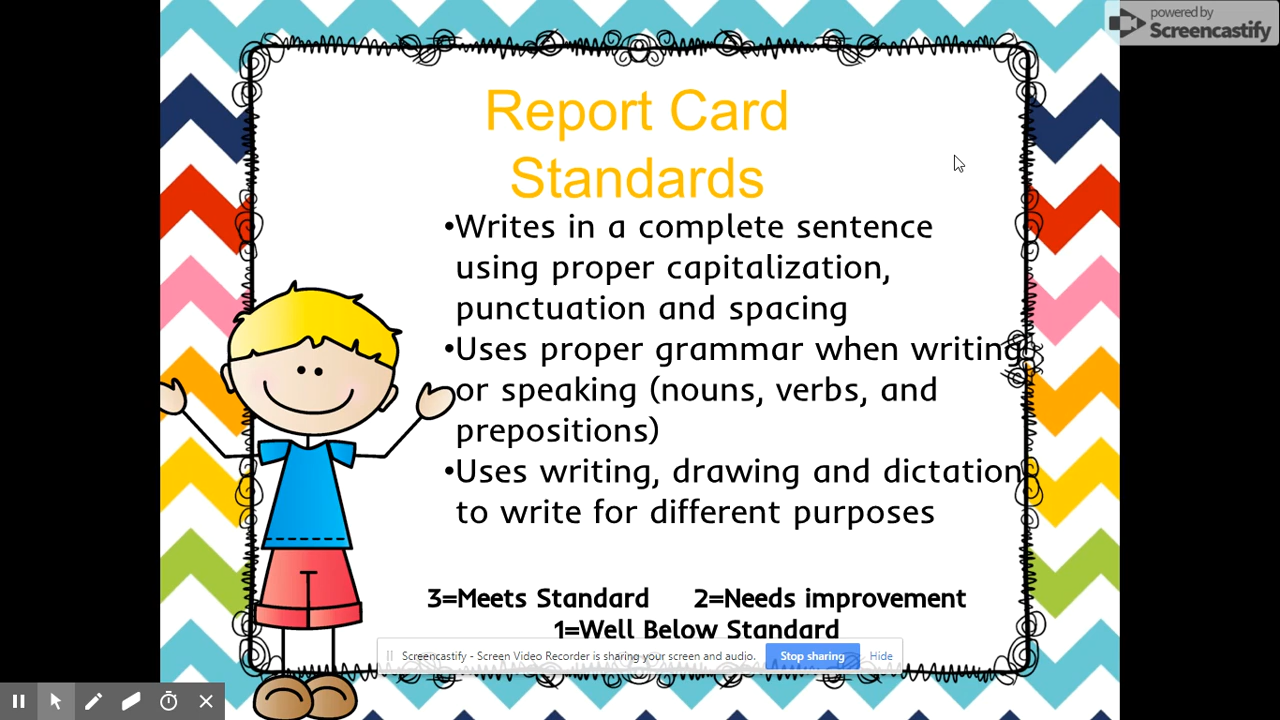 powered by
Screencastify
Report Card
Standards
•Writes in a complete sentence
using proper capitalization,
punctuation and spacing
•Uses proper grammar when writing
or speaking (nouns, verbs, and
prepositions)
•Uses writing, drawing and dictation
to write for different purposes
3=Meets Standard 2=Needs improvement
1=Well Below Standard
Screencastify - Screen Video Recorder is sharing your screen and audio. Stop sharing Hide